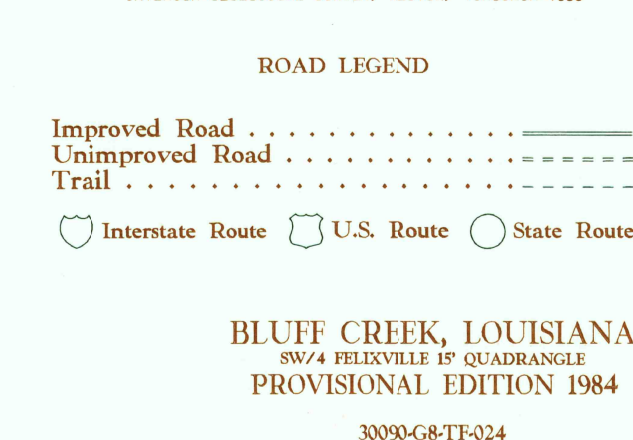 ROAD LEGEND
Improved Road . . . . . . . . . . . . . .
Unimproved Road . . . . . . . . . . . .
Trail . . . . . . . . . . . . . . . . . . .
Interstate Route U.S. Route State Route
BLUFF CREEK, LOUISIANA
SW/4 FELIXVILLE 15' QUADRANGLE
PROVISIONAL EDITION 1984
30090-G8-TF-024